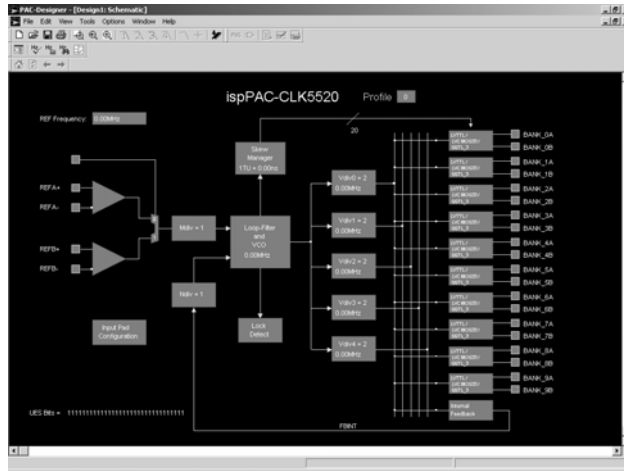 PAC-Designer - [Design1: Schematic]
File Edit View Tools Options Window Help
ispPAC-CLK5520
Profile 0
REF Frequency: 0.00MHz
20
Skew
Manager
1TU = 0.00ns
REFA+
REFA-
REFB+
REFB-
Mdiv = 1
Loop-Filter
and
VCO
0.00MHz
Ndiv = 1
Lock
Detect
Input Pad
Configuration
Vdiv0 = 2
0.00MHz
Vdiv1 = 2
0.00MHz
Vdiv2 = 2
0.00MHz
Vdiv3 = 2
0.00MHz
Vdiv4 = 2
0.00MHz
BANK_0A
BANK_0B
BANK_1A
BANK_1B
BANK_2A
BANK_2B
BANK_3A
BANK_3B
BANK_4A
BANK_4B
BANK_5A
BANK_5B
BANK_6A
BANK_6B
BANK_7A
BANK_7B
BANK_8A
BANK_8B
BANK_9A
BANK_9B
Internal
Feedback
FBINT
UES Bits =